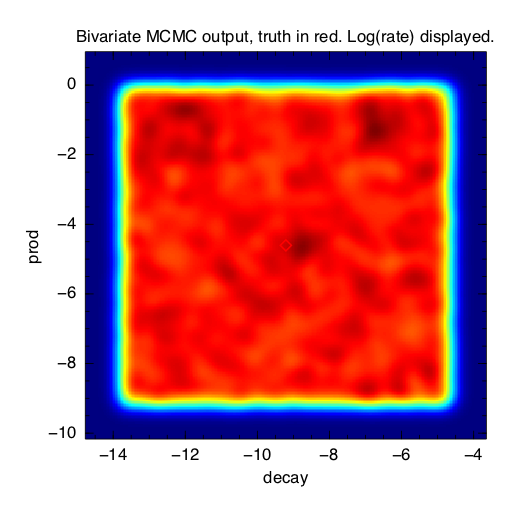 Bivariate MCMC output, truth in red. Log(rate) displayed.
0
−2
−4
prod
−6
−8
−10
−14 −12 −10 −8 −6 −4
decay